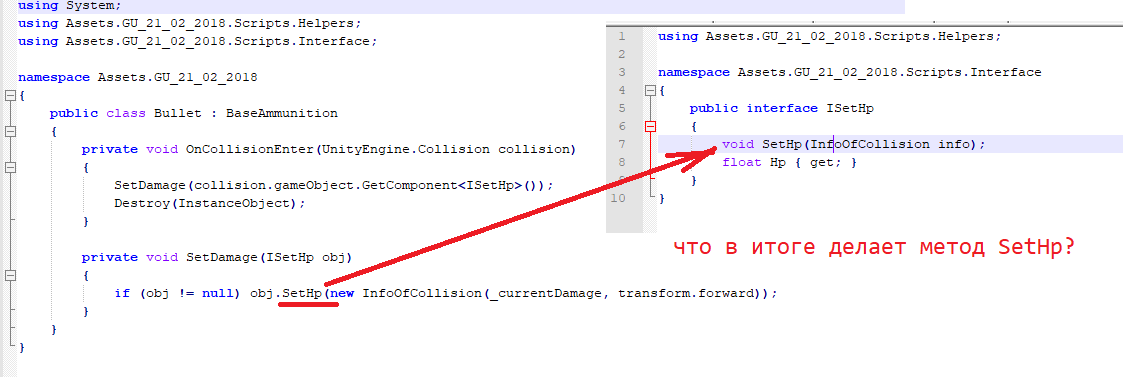 using System;
using Assets.GU_21_02_2018.Scripts.Helpers;
using Assets.GU_21_02_2018.Scripts.Interface;
namespace Assets.GU_21_02_2018
{
public class Bullet : BaseAmmunition
{
private void OnCollisionEnter(UnityEngine.Collision collision)
{
SetDamage(collision.gameObject.GetComponent<ISetHp>());
Destroy(InstanceObject);
}
private void SetDamage(ISetHp obj)
{
if (obj != null) obj.SetHp(new InfoOfCollision(_currentDamage, transform.forward));
}
}
}
1 using Assets.GU_21_02_2018.Scripts.Helpers;
2
3 namespace Assets.GU_21_02_2018.Scripts.Interface
4 {
5 public interface ISetHp
6 {
7 void SetHp(InfoOfCollision info);
8 float Hp { get; }
9 }
10 }
что в итоге делает метод SetHp?